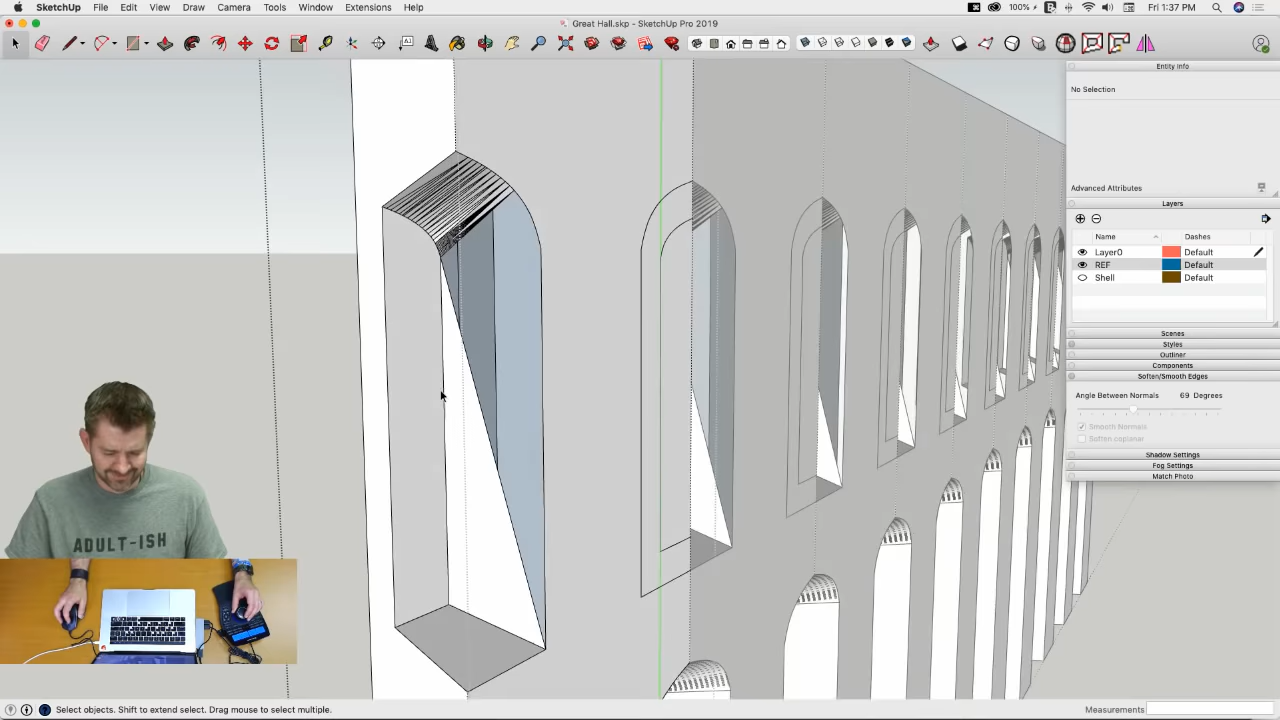 SketchUp File Edit View Draw Camera Tools Window Extensions Help
100% Fri 1:37 PM
Great Hall.skp - SketchUp Pro 2019
Entity Info
No Selection
Advanced Attributes
Layers
Name Dashes
Layer0 Default
REF Default
Shell Default
Scenes
Styles
Outliner
Components
Soften/Smooth Edges
Angle Between Normals 69 Degrees
Smooth Normals
Soften coplanar
Shadow Settings
Fog Settings
Match Photo
ADULT-ISH
Select objects. Shift to extend select. Drag mouse to select multiple.
Measurements